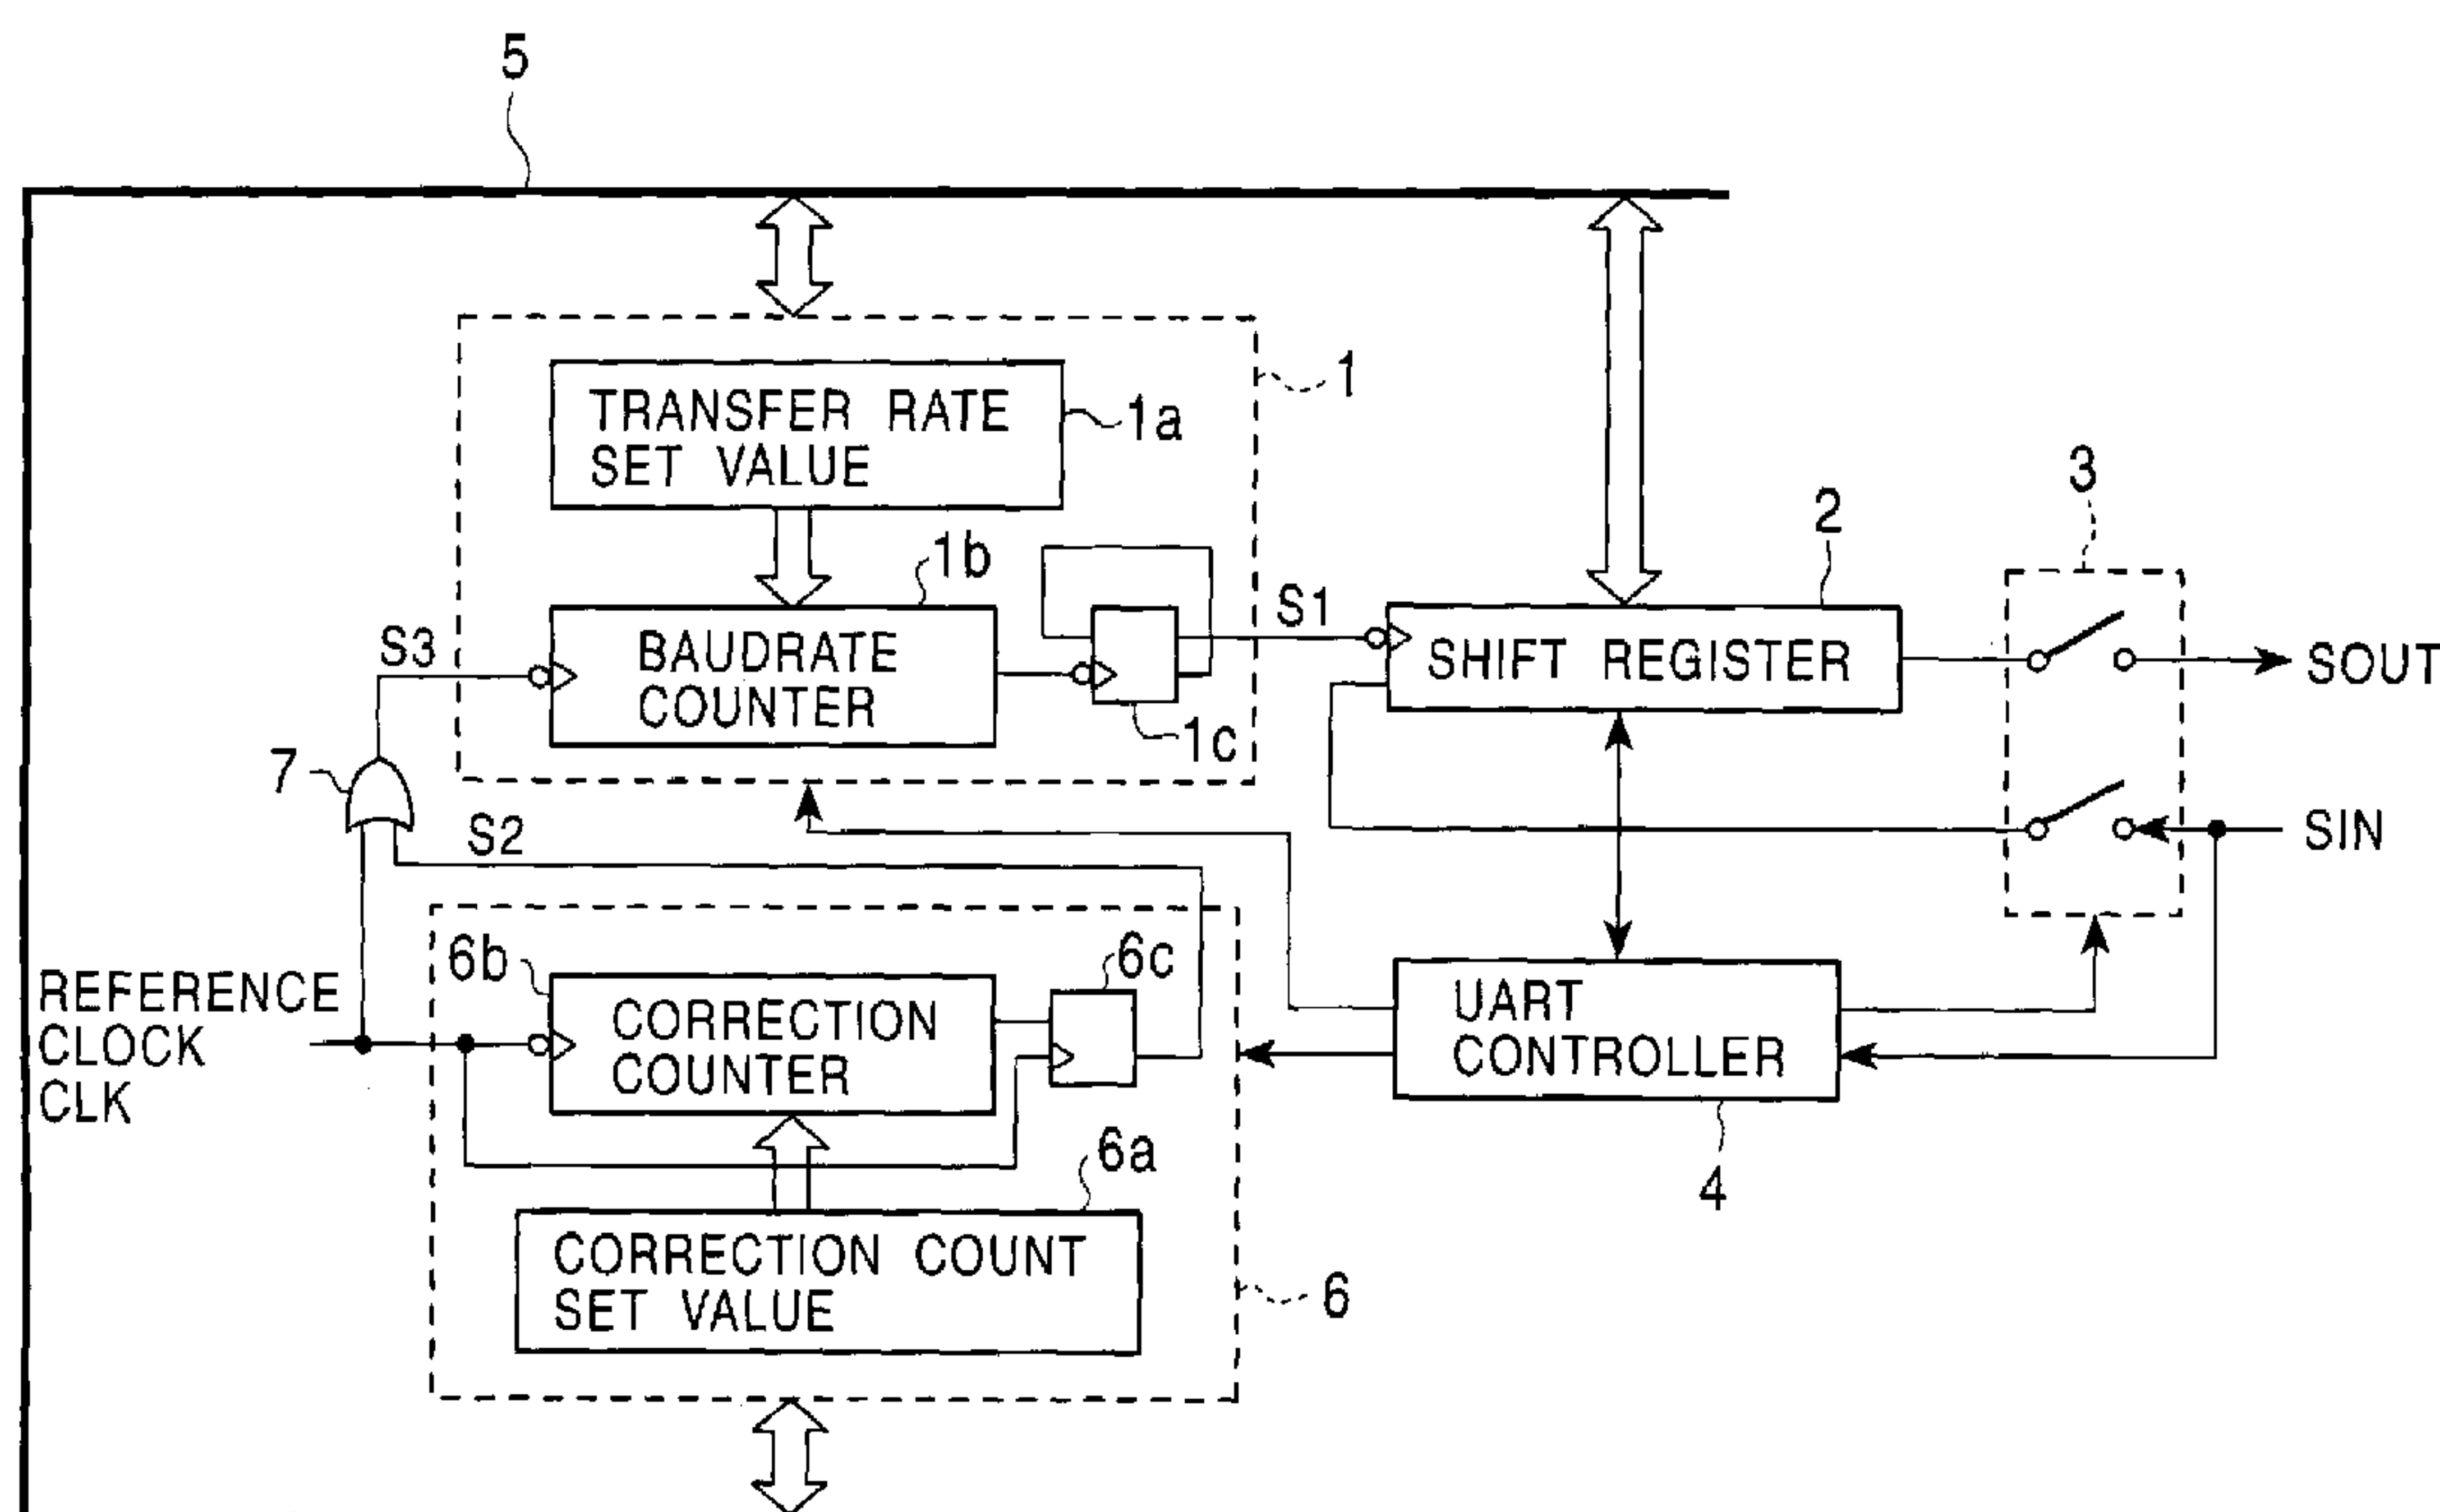 5
1
TRANSFER RATE
SET VALUE
1a
3
2
1b
S1
S3
BAUDRATE
COUNTER
SHIFT REGISTER
SOUT
1c
7
S2
SIN
6b
6c
REFERENCE
CLOCK
CLK
CORRECTION
COUNTER
UART
CONTROLLER
6a
4
CORRECTION COUNT
SET VALUE
6